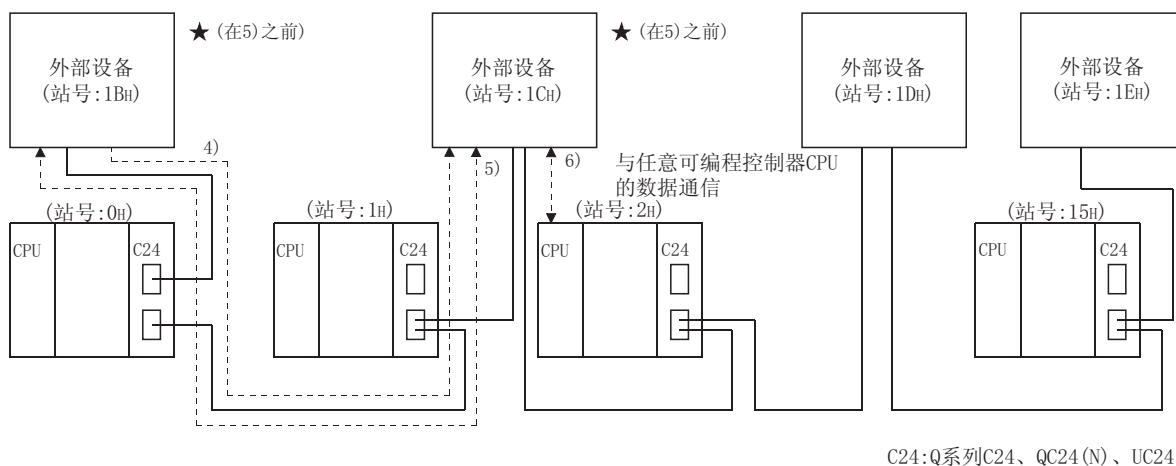 ★ (在5)之前)
★ (在5)之前)
外部设备
(站号:1BH)
外部设备
(站号:1CH)
外部设备
(站号:1DH)
外部设备
(站号:1EH)
4)
5)
6)
与任意可编程控制器CPU
的数据通信
(站号:0H)
(站号:1H)
(站号:2H)
(站号:15H)
CPU
C24
CPU
C24
CPU
C24
CPU
C24
C24:Q系列C24、QC24(N)、UC24